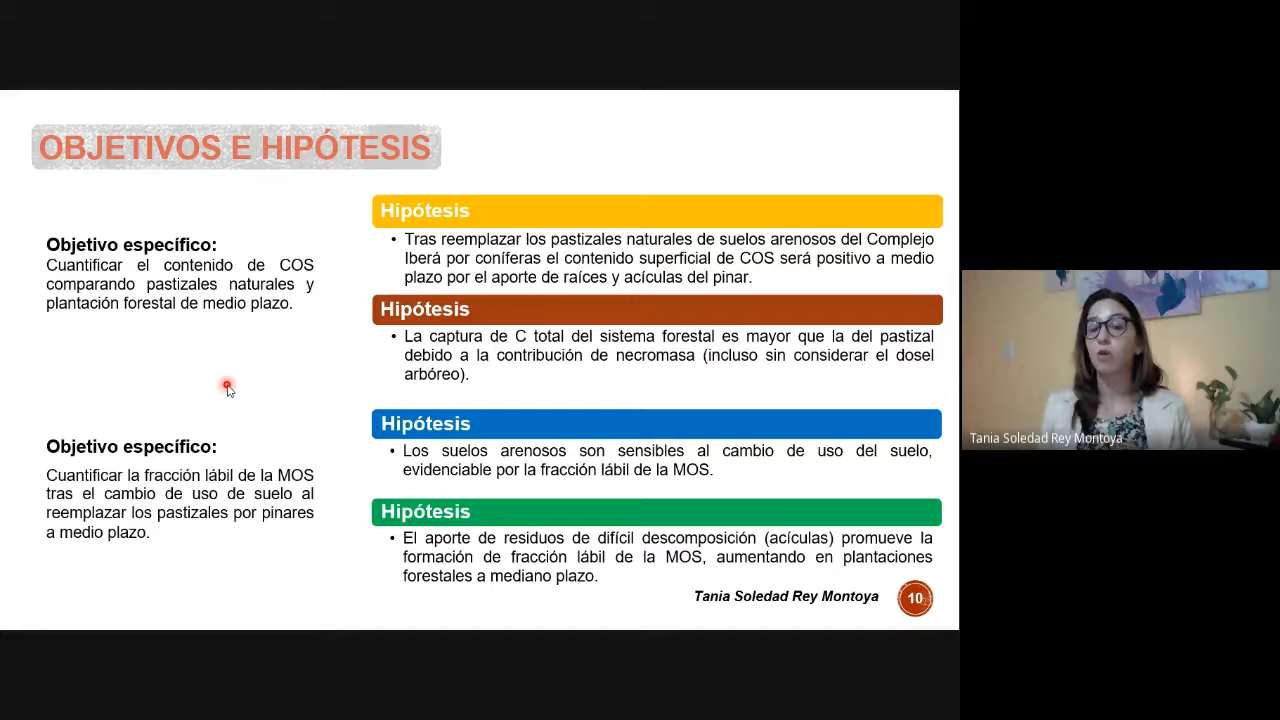 OBJETIVOS E HIPÓTESIS
Objetivo específico:
Cuantificar el contenido de COS
comparando pastizales naturales y
plantación forestal de medio plazo.
Objetivo específico:
Cuantificar la fracción lábil de la MOS
tras el cambio de uso de suelo al
reemplazar los pastizales por pinares
a medio plazo.
Hipótesis
• Tras reemplazar los pastizales naturales de suelos arenosos del Complejo
Iberá por coníferas el contenido superficial de COS será positivo a medio
plazo por el aporte de raíces y acículas del pinar.
Hipótesis
• La captura de C total del sistema forestal es mayor que la del pastizal
debido a la contribución de necromasa (incluso sin considerar el dosel
arbóreo).
Hipótesis
• Los suelos arenosos son sensibles al cambio de uso del suelo,
evidenciable por la fracción lábil de la MOS.
Hipótesis
• El aporte de residuos de difícil descomposición (acículas) promueve la
formación de fracción lábil de la MOS, aumentando en plantaciones
forestales a mediano plazo.
Tania Soledad Rey Montoya
10
Tania Soledad Rey Montoya